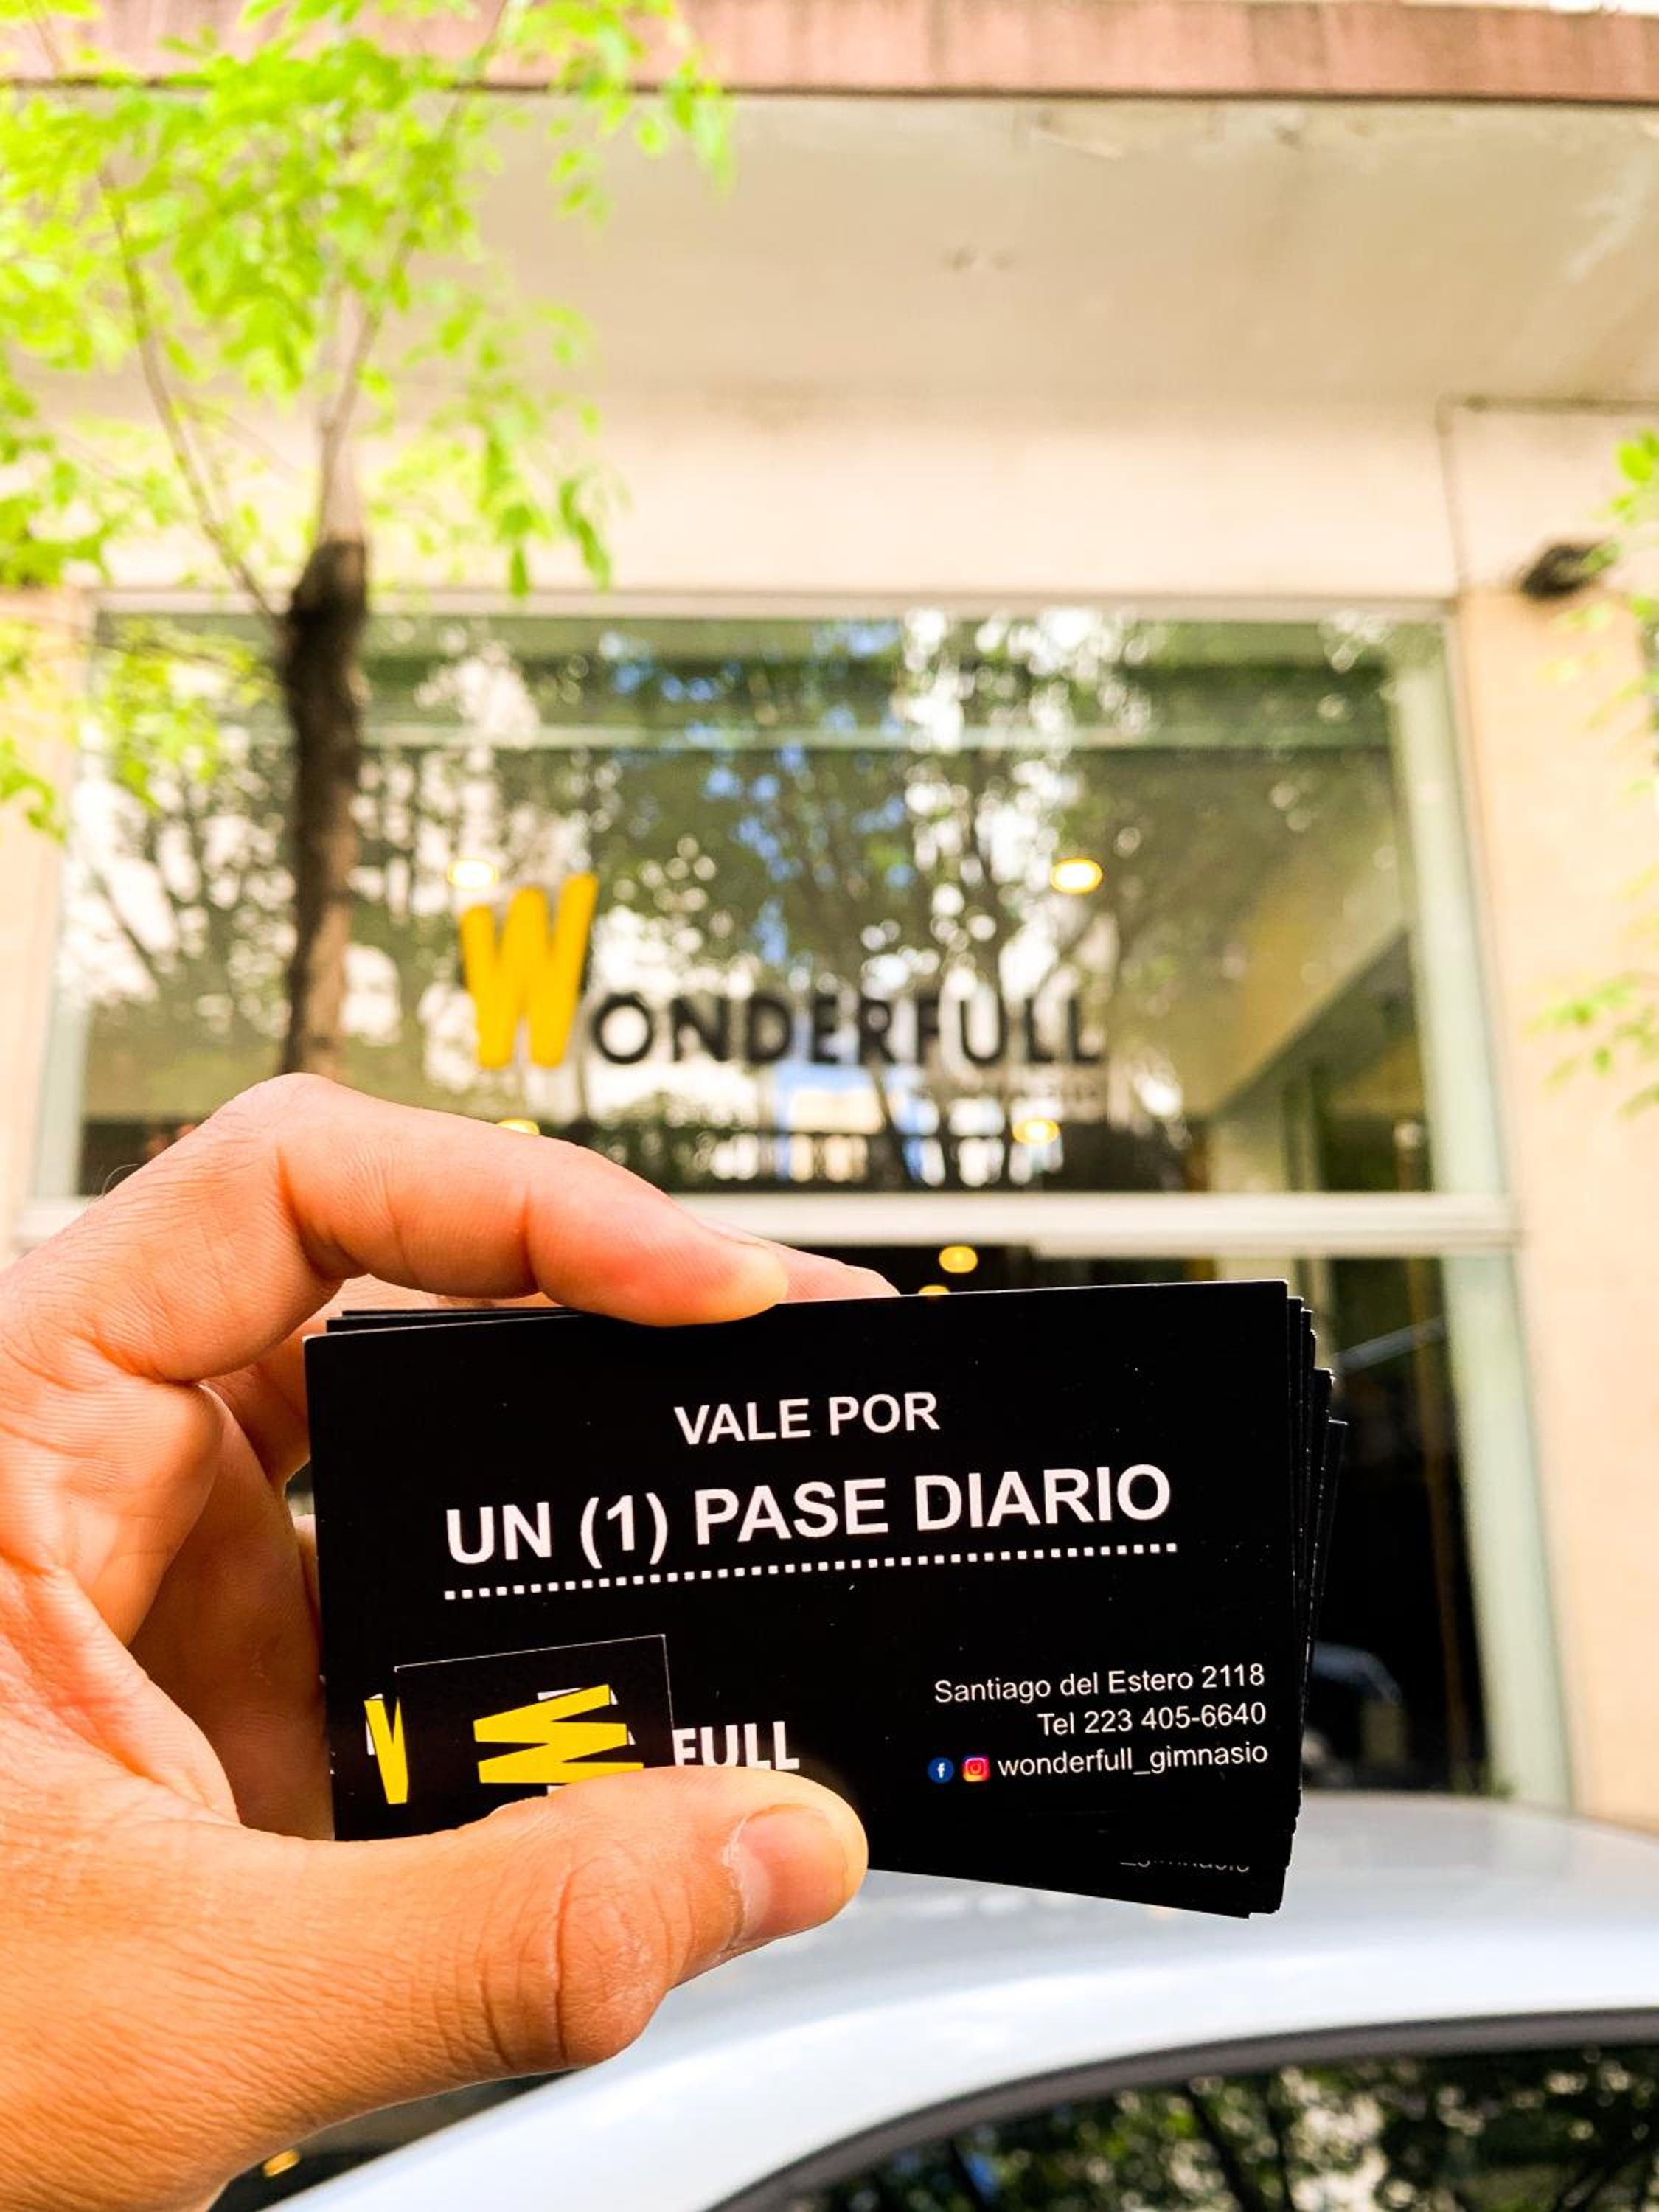 WONDERFULL
VALE POR
UN (1) PASE DIARIO
W
W
FULL
Santiago del Estero 2118
Tel 223 405-6640
wonderfull_gimnasio